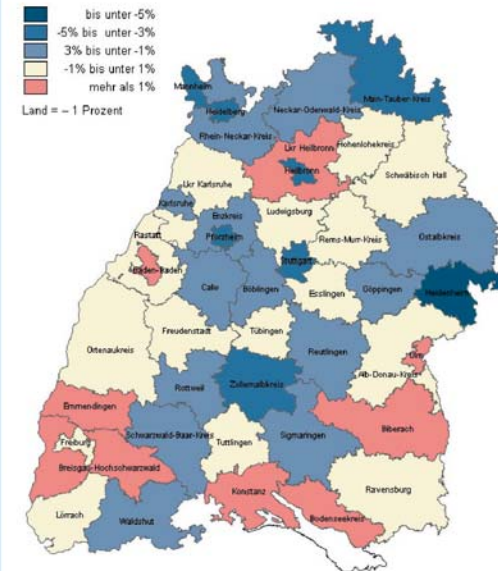 bis unter -5%
-5% bis unter -3%
3% bis unter -1%
-1% bis unter 1%
mehr als 1%
Land = – 1 Prozent
Mannheim
Main-Tauber-Kreis
Heidelberg
Neckar-Odenwald-Kreis
Rhein-Neckar-Kreis
Lkr Heilbronn
Hohenlohekreis
Heilbronn
Schwäbisch Hall
Lkr Karlsruhe
Karlsruhe
Ludwigsburg
Enzkreis
Rastatt
Pforzheim
Rems-Murr-Kreis
Ostalbkreis
Stuttgart
Baden-Baden
Calw
Böblingen
Esslingen
Göppingen
Heidenheim
Freudenstadt
Tübingen
Ortenaukreis
Reutlingen
Ulm
Alb-Donau-Kreis
Rottweil
Zollernalbkreis
Emmendingen
Biberach
Freiburg
Schwarzwald-Baar-Kreis
Tuttlingen
Sigmaringen
Breisgau-Hochschwarzwald
Konstanz
Ravensburg
Lörrach
Waldshut
Bodenseekreis